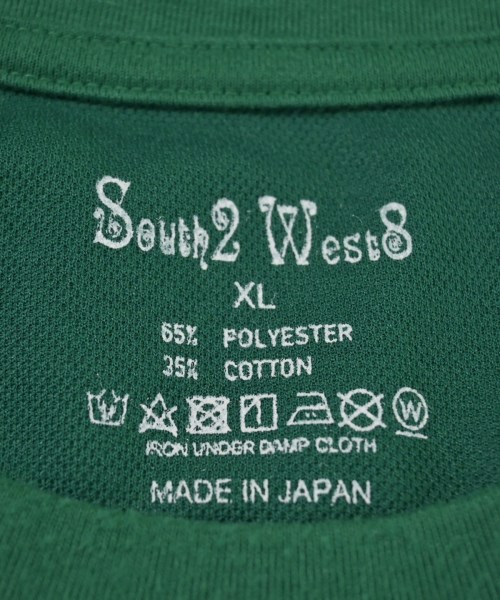 South2 West8
XL
65% POLYESTER
35% COTTON
W
IRON UNDER DAMP CLOTH
MADE IN JAPAN